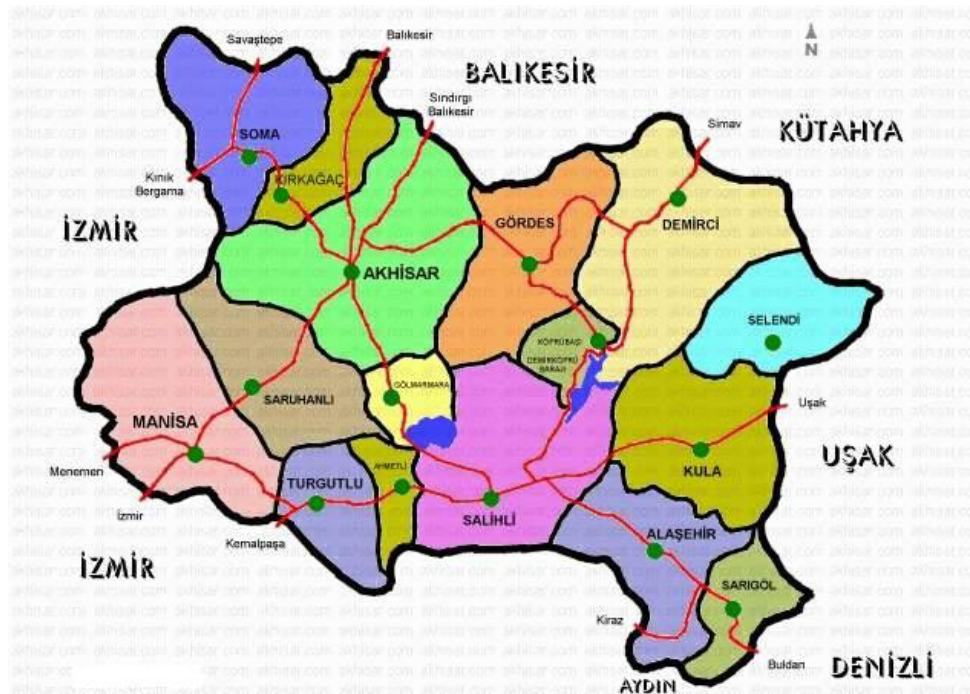 Savaştepe
Balıkesir
BALIKESİR
N
Sındırgı
Balıkesir
Simav
KÜTAHYA
SOMA
Kınık
Bergama
KIRKAĞAÇ
İZMİR
GÖRDES
DEMİRCİ
AKHİSAR
SELENDİ
KÖPRÜBAŞI
DEMİRKÖPRÜ
BARAJI
GÖLMARMARA
SARUHANLI
MANİSA
Uşak
UŞAK
Menemen
AHMETLİ
KULA
TURGUTLU
İzmir
SALİHLİ
ALAŞEHİR
Kemalpaşa
İZMİR
SARIGÖL
Kiraz
Buldan
AYDIN
DENİZLİ
akhisar.com